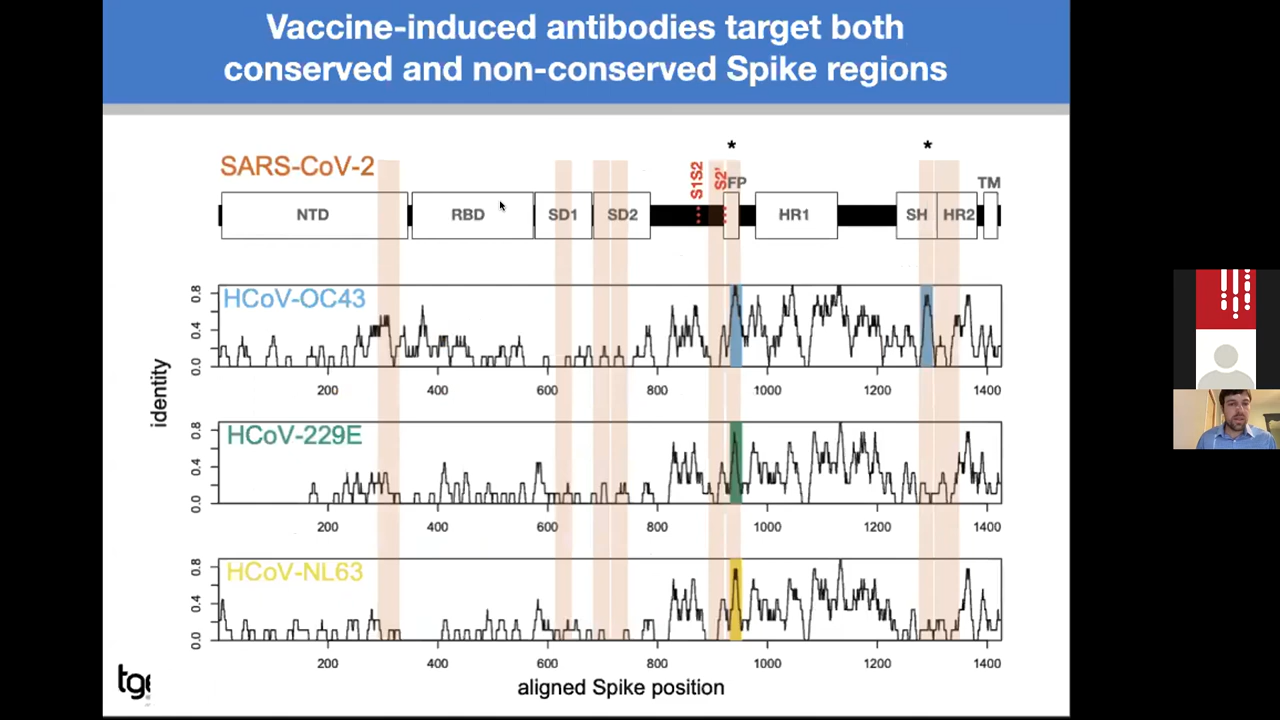 Vaccine-induced antibodies target both
conserved and non-conserved Spike regions
* *
SARS-CoV-2
S1S2 S2' FP TM
NTD RBD SD1 SD2 HR1 SH HR2
HCoV-OC43
0.8
0.4
0.0
200 400 600 800 1000 1200 1400
identity
HCoV-229E
0.8
0.4
0.0
200 400 600 800 1000 1200 1400
HCoV-NL63
0.8
0.4
0.0
200 400 600 800 1000 1200 1400
aligned Spike position